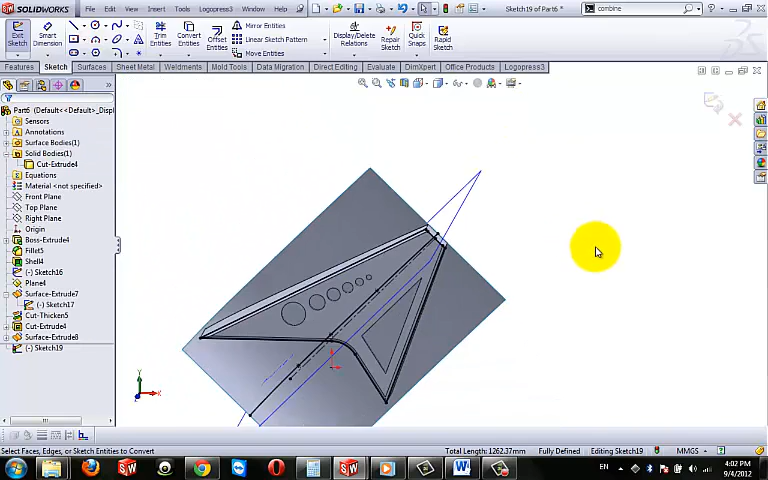 SOLIDWORKS File Edit View Insert Tools Logopress3 Window Help Sketch19 of Part6 * combine
Exit Sketch Smart Dimension Trim Entities Convert Entities Offset Entities Mirror Entities Linear Sketch Pattern Move Entities Display/Delete Relations Repair Sketch Quick Snaps Rapid Sketch
Features Sketch Surfaces Sheet Metal Weldments Mold Tools Data Migration Direct Editing Evaluate DimXpert Office Products Logopress3
Part6 (Default<<Default>_Displ
Sensors
Annotations
Surface Bodies(1)
Solid Bodies(1)
Cut-Extrude4
Equations
Material <not specified>
Front Plane
Top Plane
Right Plane
Origin
Boss-Extrude4
Fillet5
Shell4
(-) Sketch16
Plane4
Surface-Extrude7
(-) Sketch17
Cut-Thicken5
Cut-Extrude4
Surface-Extrude8
(-) Sketch19
Y
X
Z
Select Faces, Edges, or Sketch Entities to Convert Total Length: 1262.37mm Fully Defined Editing Sketch19 MMGS
EN 4:02 PM
9/4/2012